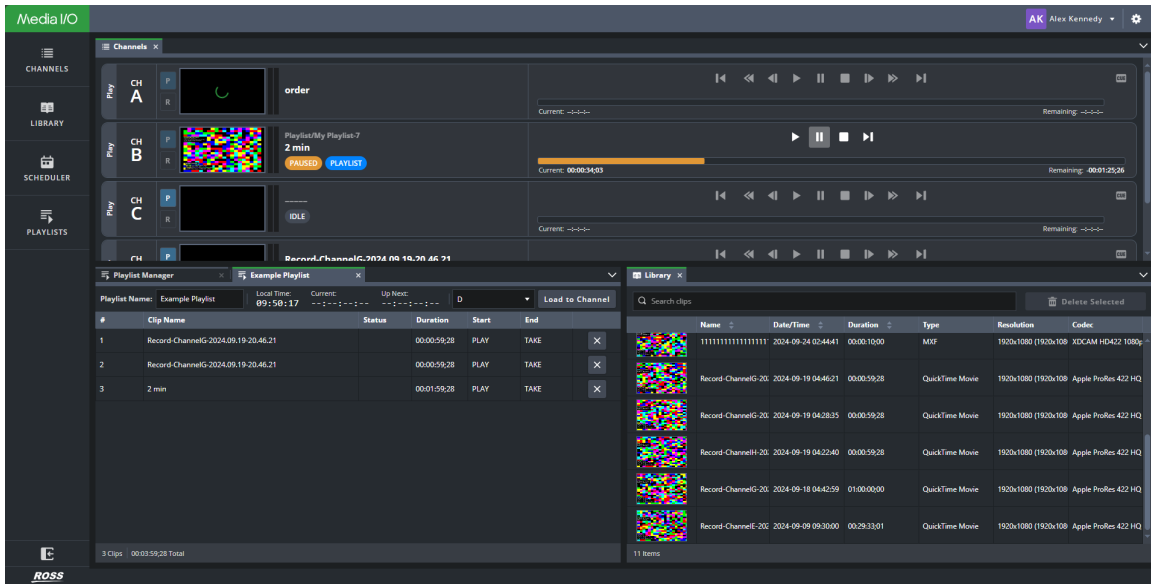 Media I/O
AK Alex Kennedy
CHANNELS
LIBRARY
SCHEDULER
PLAYLISTS
ROSS
Channels
Play CH A P R order
Current: --:--:--:-- Remaining: --:--:--:--
Play CH B P R Playlist/My Playlist-7
2 min
PAUSED PLAYLIST
Current: 00:00:34;03 Remaining: -00:01:25;26
Play CH C P R -----
IDLE
Current: --:--:--:-- Remaining: --:--:--:--
CH P Record-ChannelG-2024.09.19-20.46.21
Playlist Manager Example Playlist
Playlist Name: Example Playlist Local Time: 09:50:17 Current: --:--:--:-- Up Next: --:--:--:-- D Load to Channel
# Clip Name Status Duration Start End
1 Record-ChannelG-2024.09.19-20.46.21 00:00:59;28 PLAY TAKE
2 Record-ChannelG-2024.09.19-20.46.21 00:00:59;28 PLAY TAKE
3 2 min 00:01:59;28 PLAY TAKE
3 Clips 00:03:59;28 Total
Library
Search clips Delete Selected
Name Date/Time Duration Type Resolution Codec
11111111111111111 2024-09-24 02:44:41 00:00:10;00 MXF 1920x1080 (1920x108 XDCAM HD422 1080p
Record-ChannelG-202 2024-09-19 04:46:21 00:00:59;28 QuickTime Movie 1920x1080 (1920x108 Apple ProRes 422 HQ
Record-ChannelG-202 2024-09-19 04:28:35 00:00:59;28 QuickTime Movie 1920x1080 (1920x108 Apple ProRes 422 HQ
Record-ChannelH-202 2024-09-19 04:22:40 00:00:59;28 QuickTime Movie 1920x1080 (1920x108 Apple ProRes 422 HQ
Record-ChannelG-202 2024-09-18 04:42:59 01:00:00;00 QuickTime Movie 1920x1080 (1920x108 Apple ProRes 422 HQ
Record-ChannelE-202 2024-09-09 09:30:00 00:29:33;01 QuickTime Movie 1920x1080 (1920x108 Apple ProRes 422 HQ
11 Items